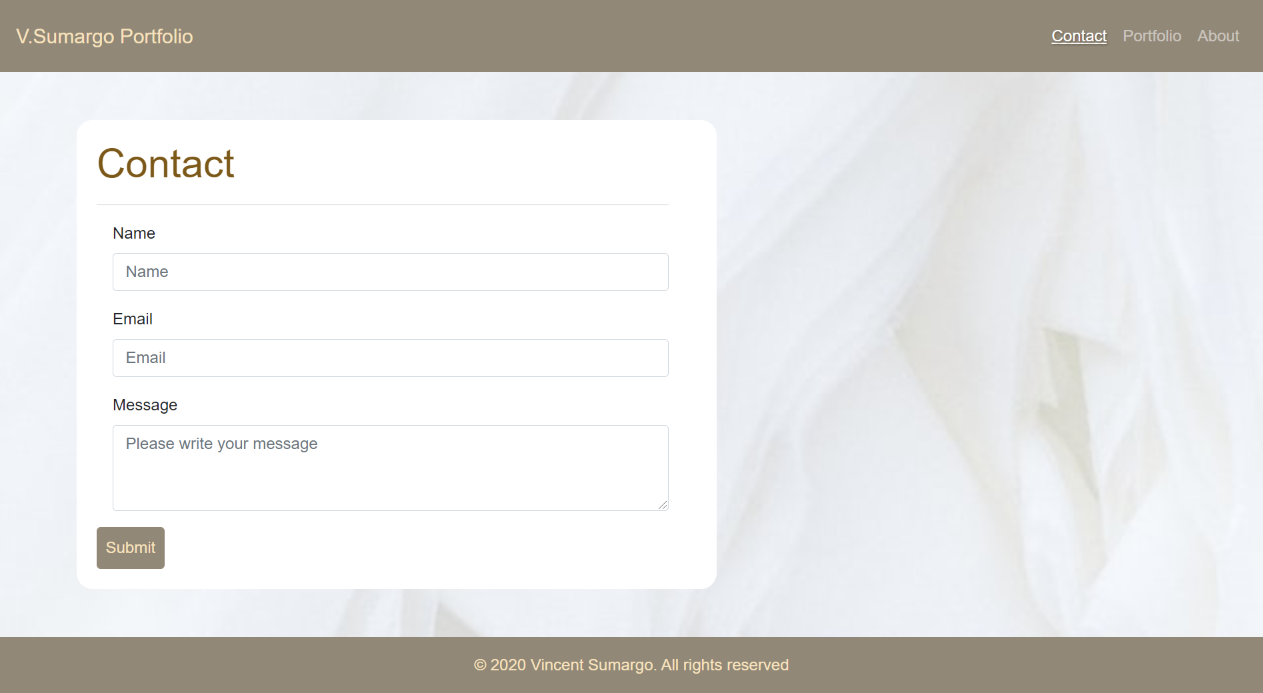 V.Sumargo Portfolio
Contact Portfolio About
Contact
Name
Name
Email
Email
Message
Please write your message
Submit
© 2020 Vincent Sumargo. All rights reserved